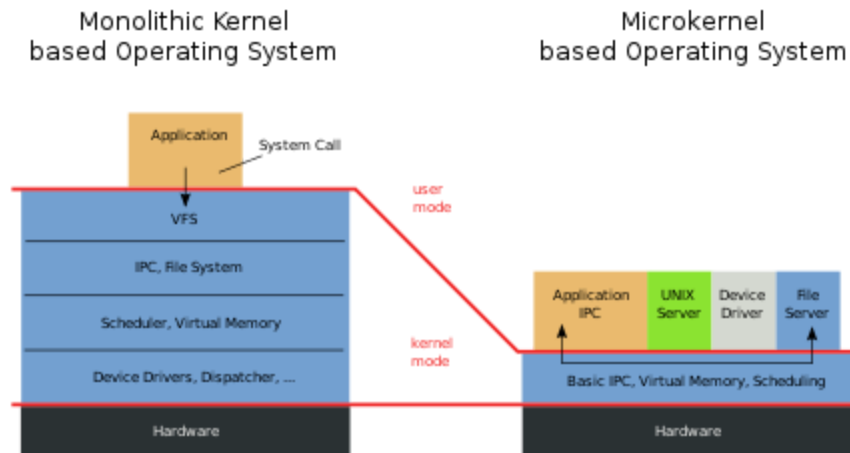 Monolithic Kernel
based Operating System
Microkernel
based Operating System
Application
System Call
VFS
IPC, File System
Scheduler, Virtual Memory
Device Drivers, Dispatcher, ...
Hardware
user
mode
kernel
mode
Application
IPC
UNIX
Server
Device
Driver
File
Server
Basic IPC, Virtual Memory, Scheduling
Hardware